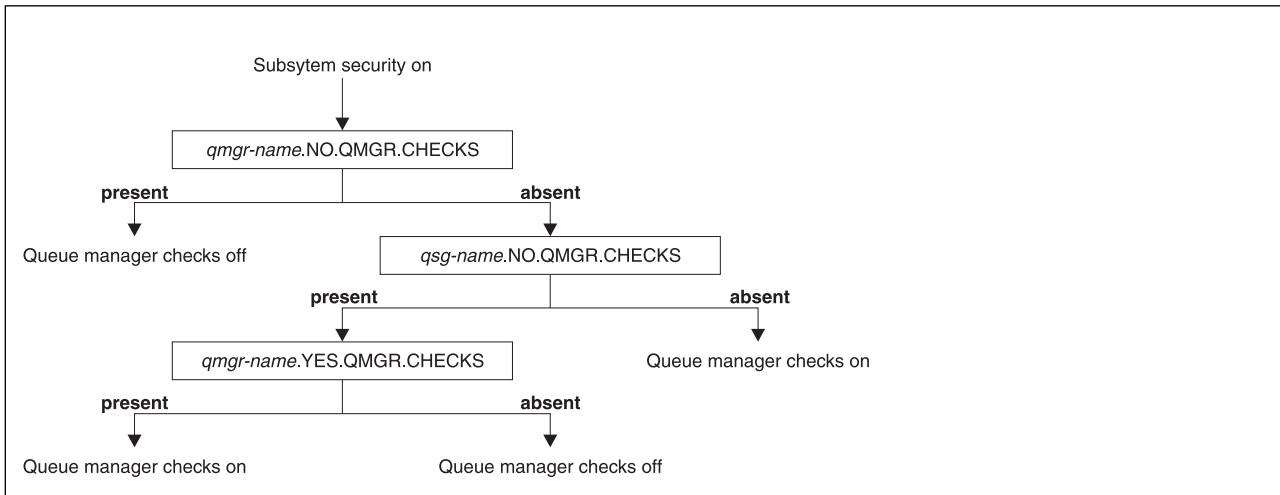 Subsytem security on
qmgr-name.NO.QMGR.CHECKS
present
absent
Queue manager checks off
qsg-name.NO.QMGR.CHECKS
present
absent
qmgr-name.YES.QMGR.CHECKS
Queue manager checks on
present
absent
Queue manager checks on
Queue manager checks off